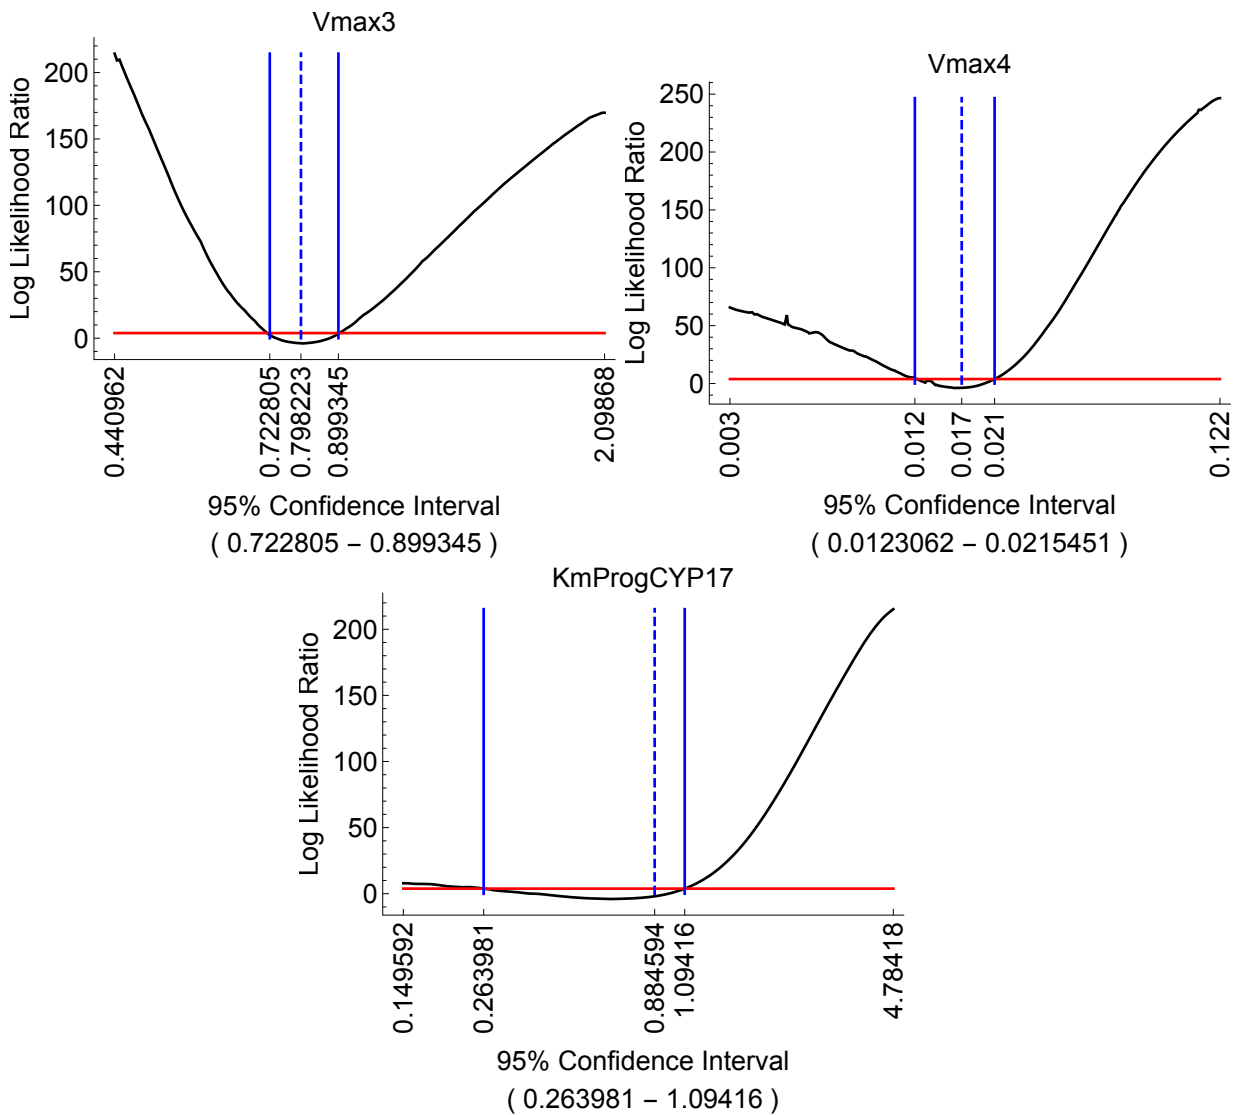 Vmax3
Log Likelihood Ratio
200
150
100
50
0
0.440962
0.722805
0.798223
0.899345
2.09868
95% Confidence Interval
( 0.722805 – 0.899345 )
Vmax4
Log Likelihood Ratio
250
200
150
100
50
0
0.003
0.012
0.017
0.021
0.122
95% Confidence Interval
( 0.0123062 – 0.0215451 )
KmProgCYP17
Log Likelihood Ratio
200
150
100
50
0
0.149592
0.263981
0.884594
1.09416
4.78418
95% Confidence Interval
( 0.263981 – 1.09416 )